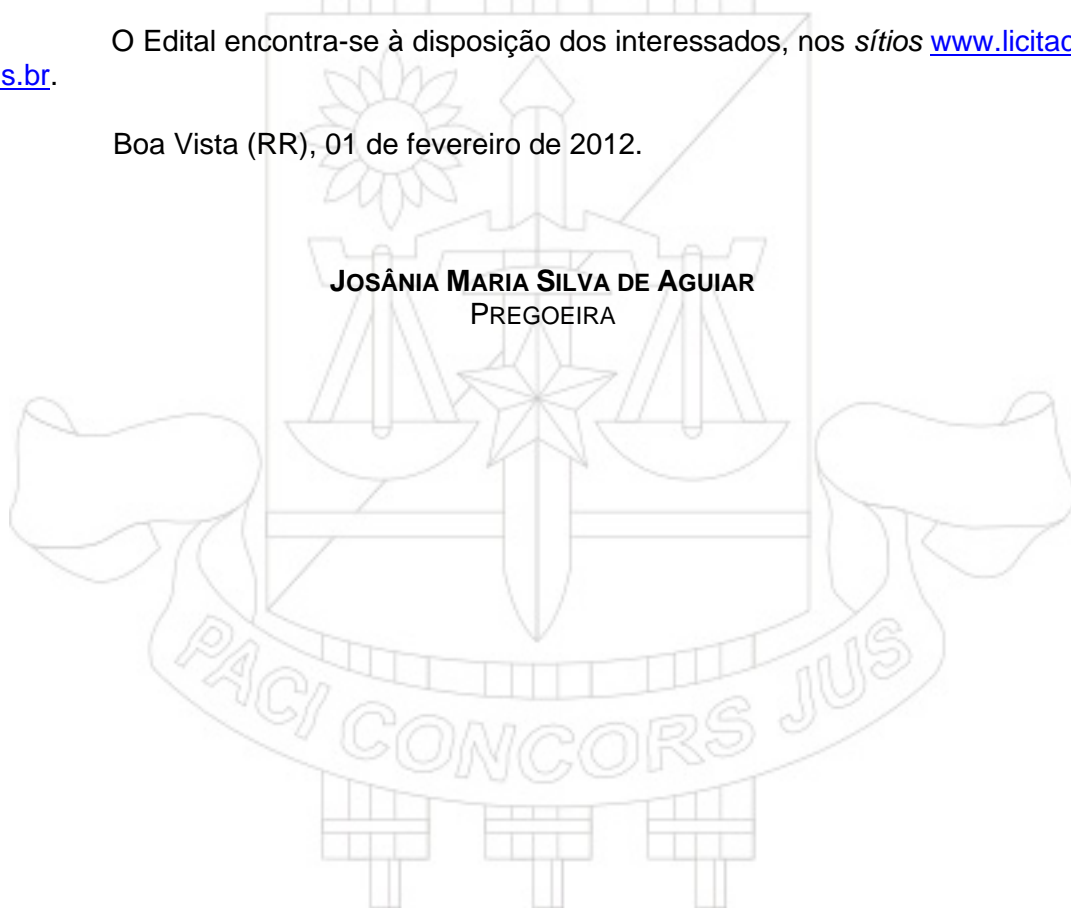 O Edital encontra-se à disposição dos interessados, nos sítios www.licitac
s.br.
Boa Vista (RR), 01 de fevereiro de 2012.
JOSÂNIA MARIA SILVA DE AGUIAR
PREGOEIRA
PACI CONCORS JUS